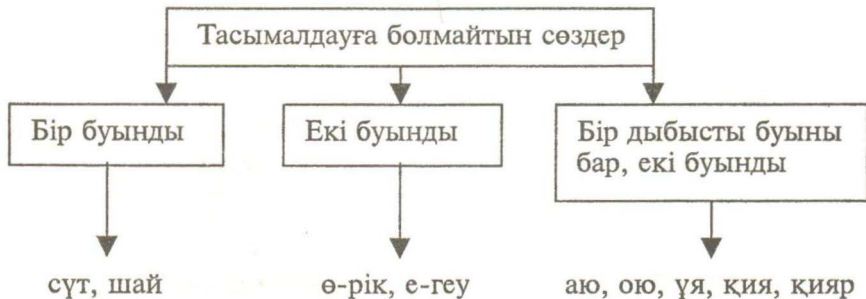 Тасымалдауға болмайтын сөздер
Бір буынды
Екі буынды
Бір дыбысты буыны
бар, екі буынды
сүт, шай
ө-рік, е-геу
аю, ою, ұя, қия, қияр